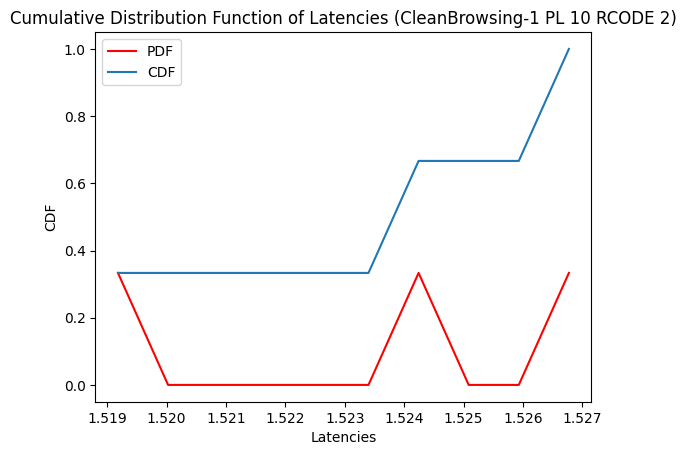 Cumulative Distribution Function of Latencies (CleanBrowsing-1 PL 10 RCODE 2)
PDF
CDF
1.0
0.8
0.6
0.4
0.2
0.0
CDF
1.519 1.520 1.521 1.522 1.523 1.524 1.525 1.526 1.527
Latencies